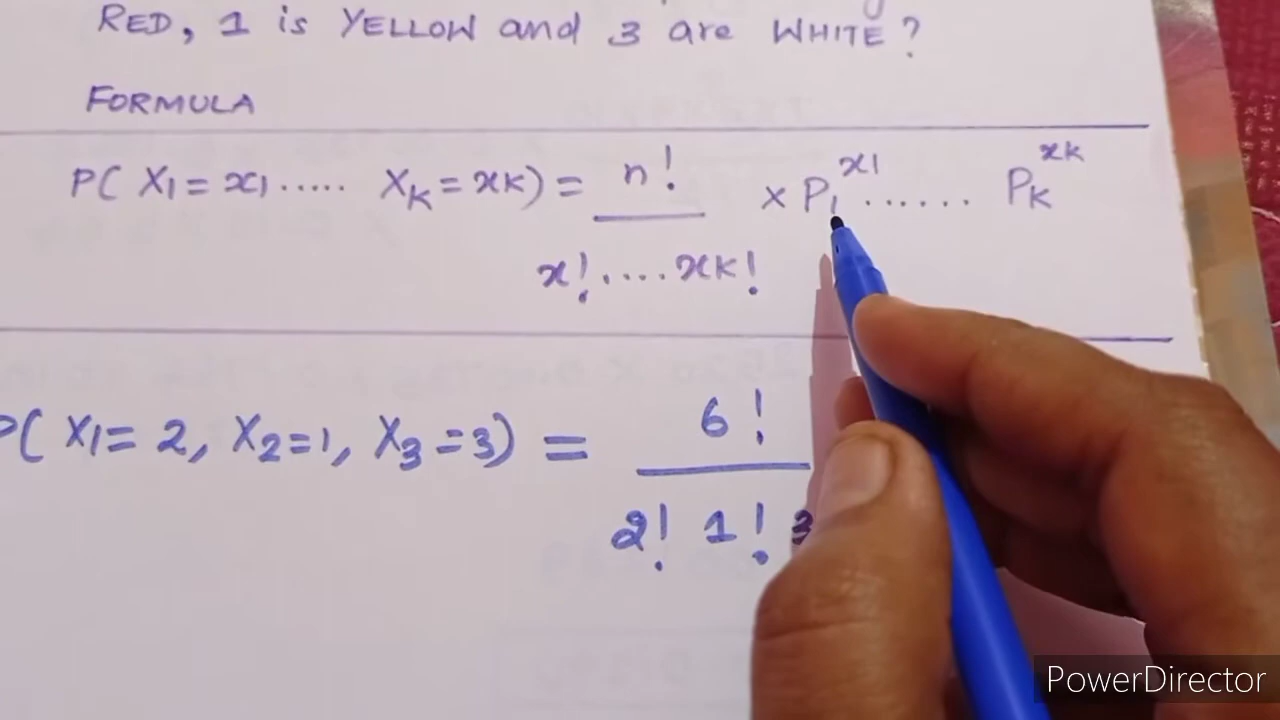 RED, 1 is YELLOW and 3 are WHITE?
FORMULA
P( X1 = x1 ..... Xk = xk) = n! × P1^x1 ...... Pk^xk
x! .... xk!
P( X1 = 2, X2 = 1, X3 = 3) = 6!
2! 1! 3
PowerDirector